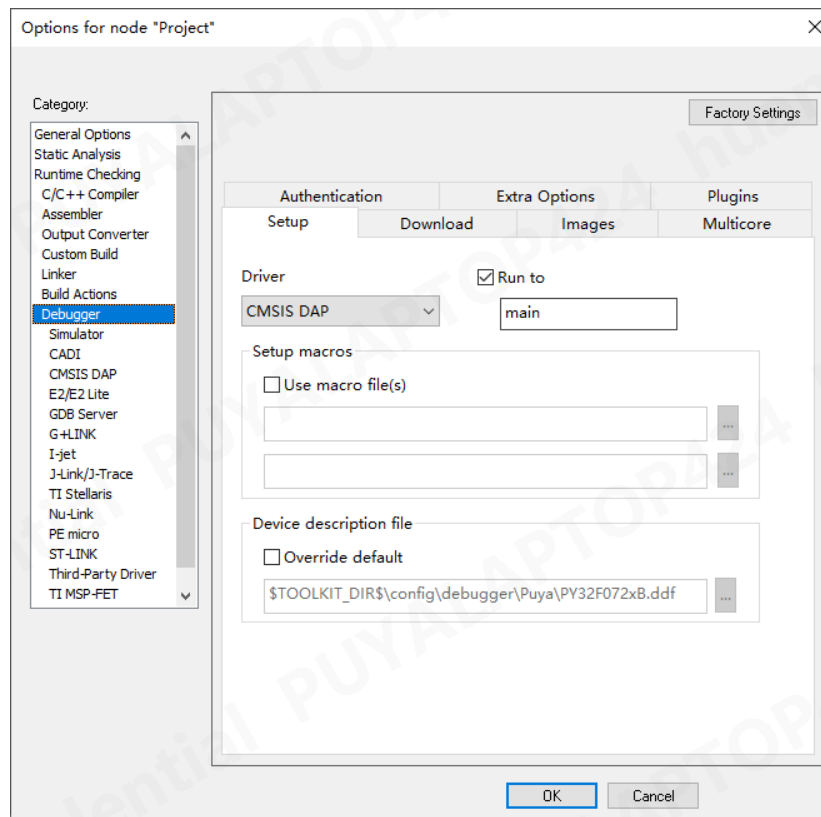 Options for node "Project"
Category:
Factory Settings
General Options
Static Analysis
Runtime Checking
C/C++ Compiler
Assembler
Output Converter
Custom Build
Linker
Build Actions
Debugger
Simulator
CADI
CMSIS DAP
E2/E2 Lite
GDB Server
G+LINK
I-jet
J-Link/J-Trace
TI Stellaris
Nu-Link
PE micro
ST-LINK
Third-Party Driver
TI MSP-FET
Authentication Extra Options Plugins
Setup Download Images Multicore
Driver Run to
CMSIS DAP main
Setup macros
Use macro file(s)
...
...
Device description file
Override default
$TOOLKIT_DIR$\config\debugger\Puya\PY32F072xB.ddf ...
OK Cancel
PUYALAPTOP424